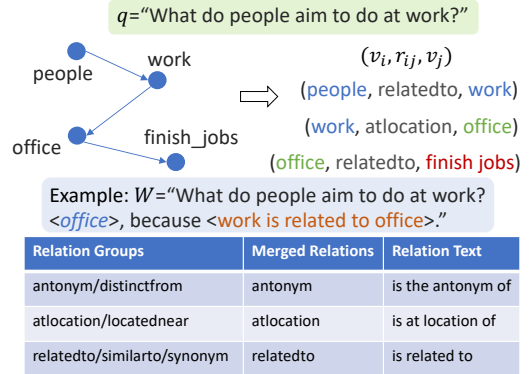 q="What do people aim to do at work?"
people
work
office
finish_jobs
(v_i, r_ij, v_j)
(people, relatedto, work)
(work, atlocation, office)
(office, relatedto, finish jobs)
Example: W="What do people aim to do at work?
<office>, because <work is related to office>."
Relation Groups Merged Relations Relation Text
antonym/distinctfrom antonym is the antonym of
atlocation/locatednear atlocation is at location of
relatedto/similarto/synonym relatedto is related to